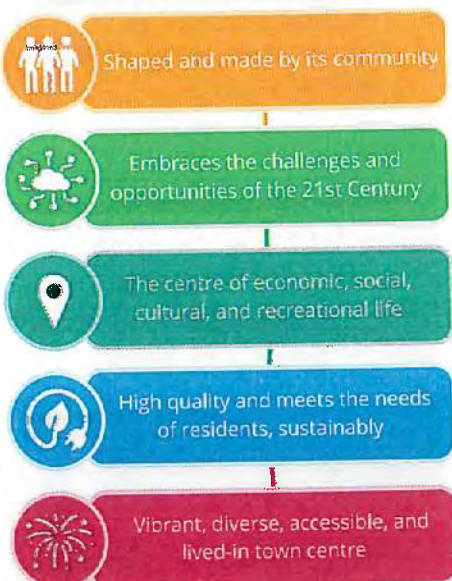 Shaped and made by its community
Embraces the challenges and
opportunities of the 21st Century
The centre of economic, social,
cultural, and recreational life
High quality and meets the needs
of residents, sustainably
Vibrant, diverse, accessible, and
lived-in town centre